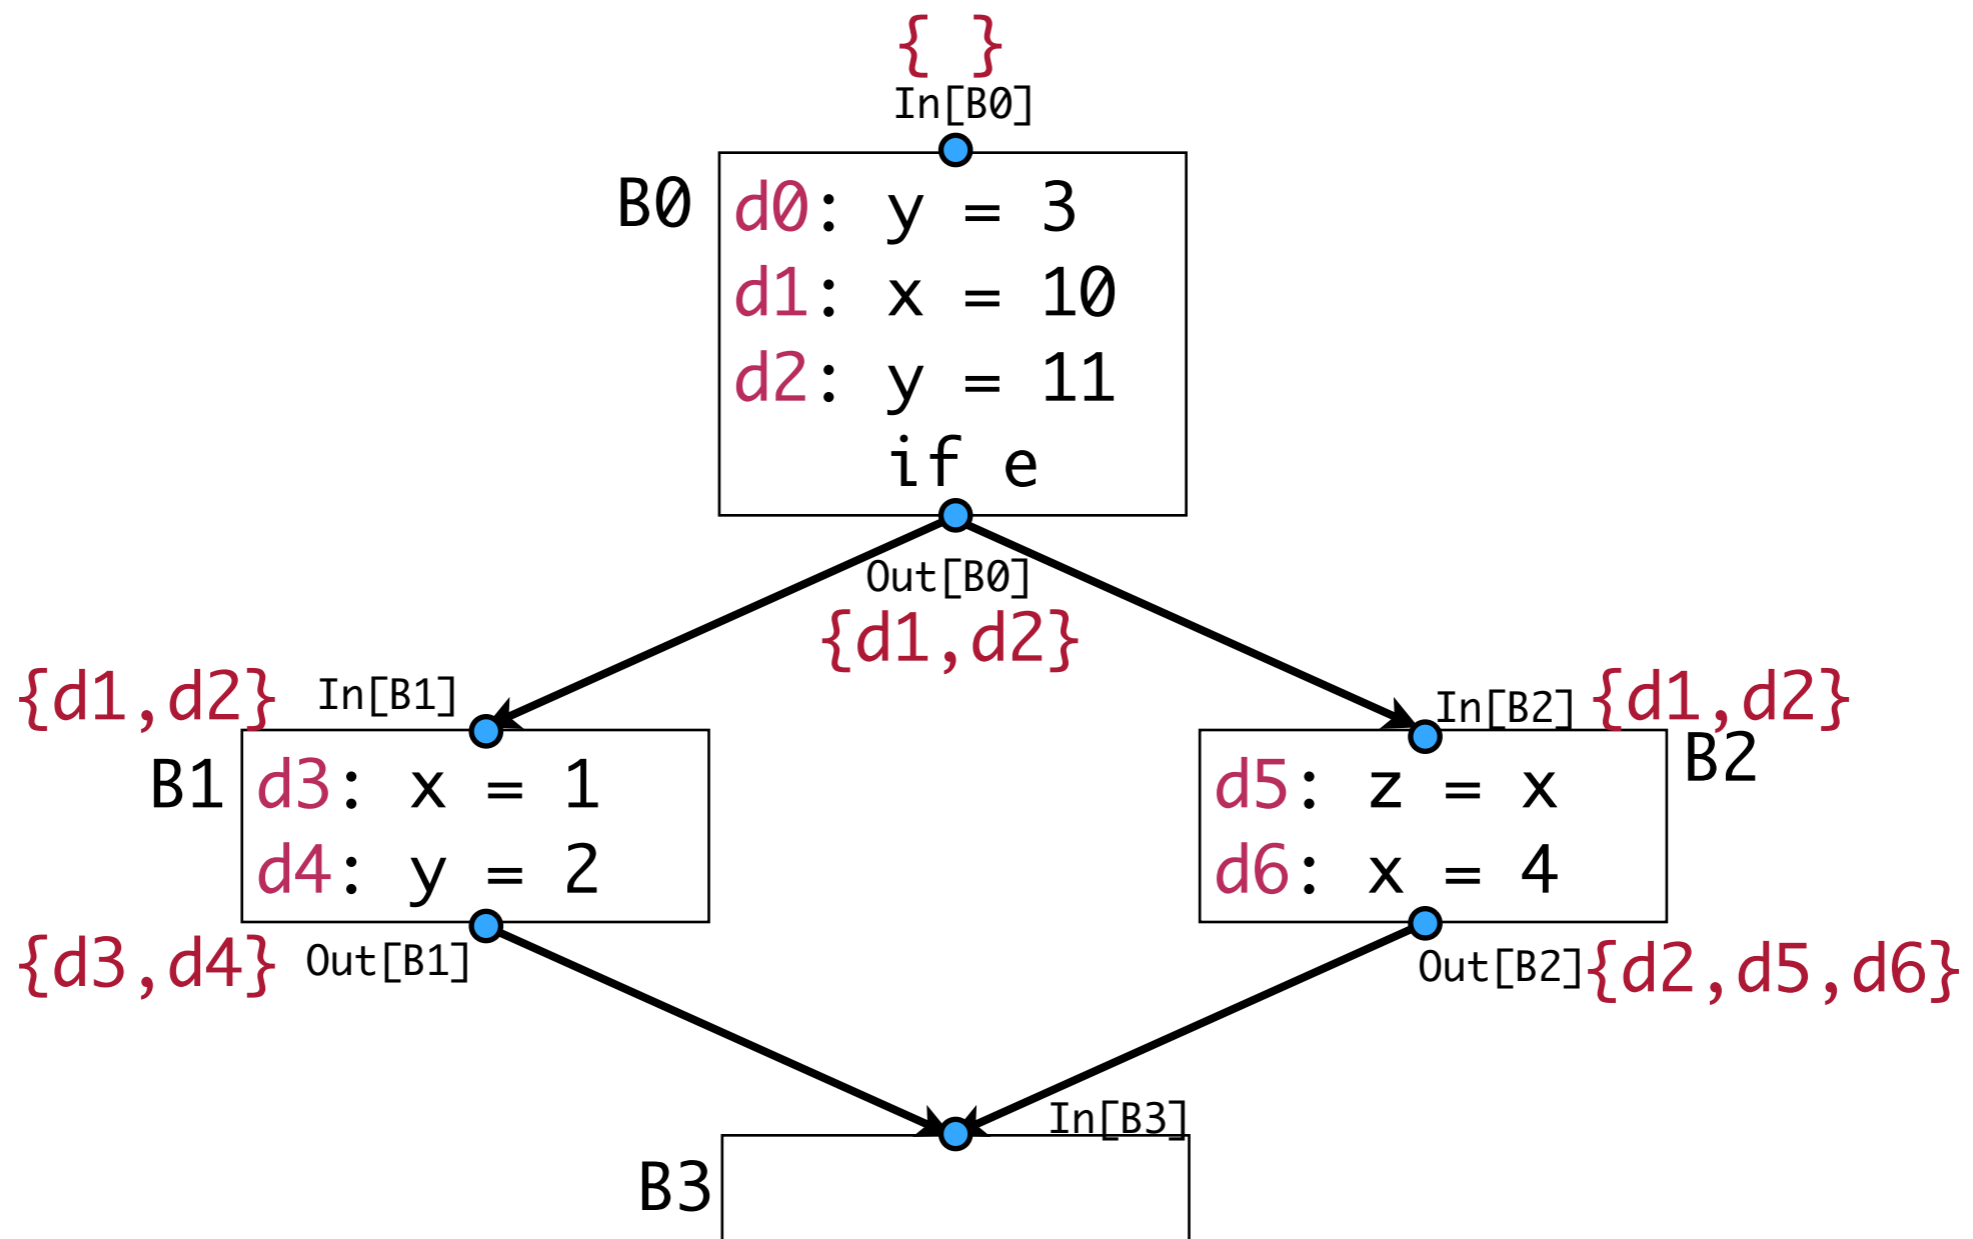 { }
In[B0]
B0
d0: y = 3
d1: x = 10
d2: y = 11
if e
Out[B0]
{d1,d2}
{d1,d2} In[B1]
In[B2] {d1,d2}
B1
d3: x = 1
d4: y = 2
B2
d5: z = x
d6: x = 4
{d3,d4} Out[B1]
Out[B2] {d2,d5,d6}
In[B3]
B3